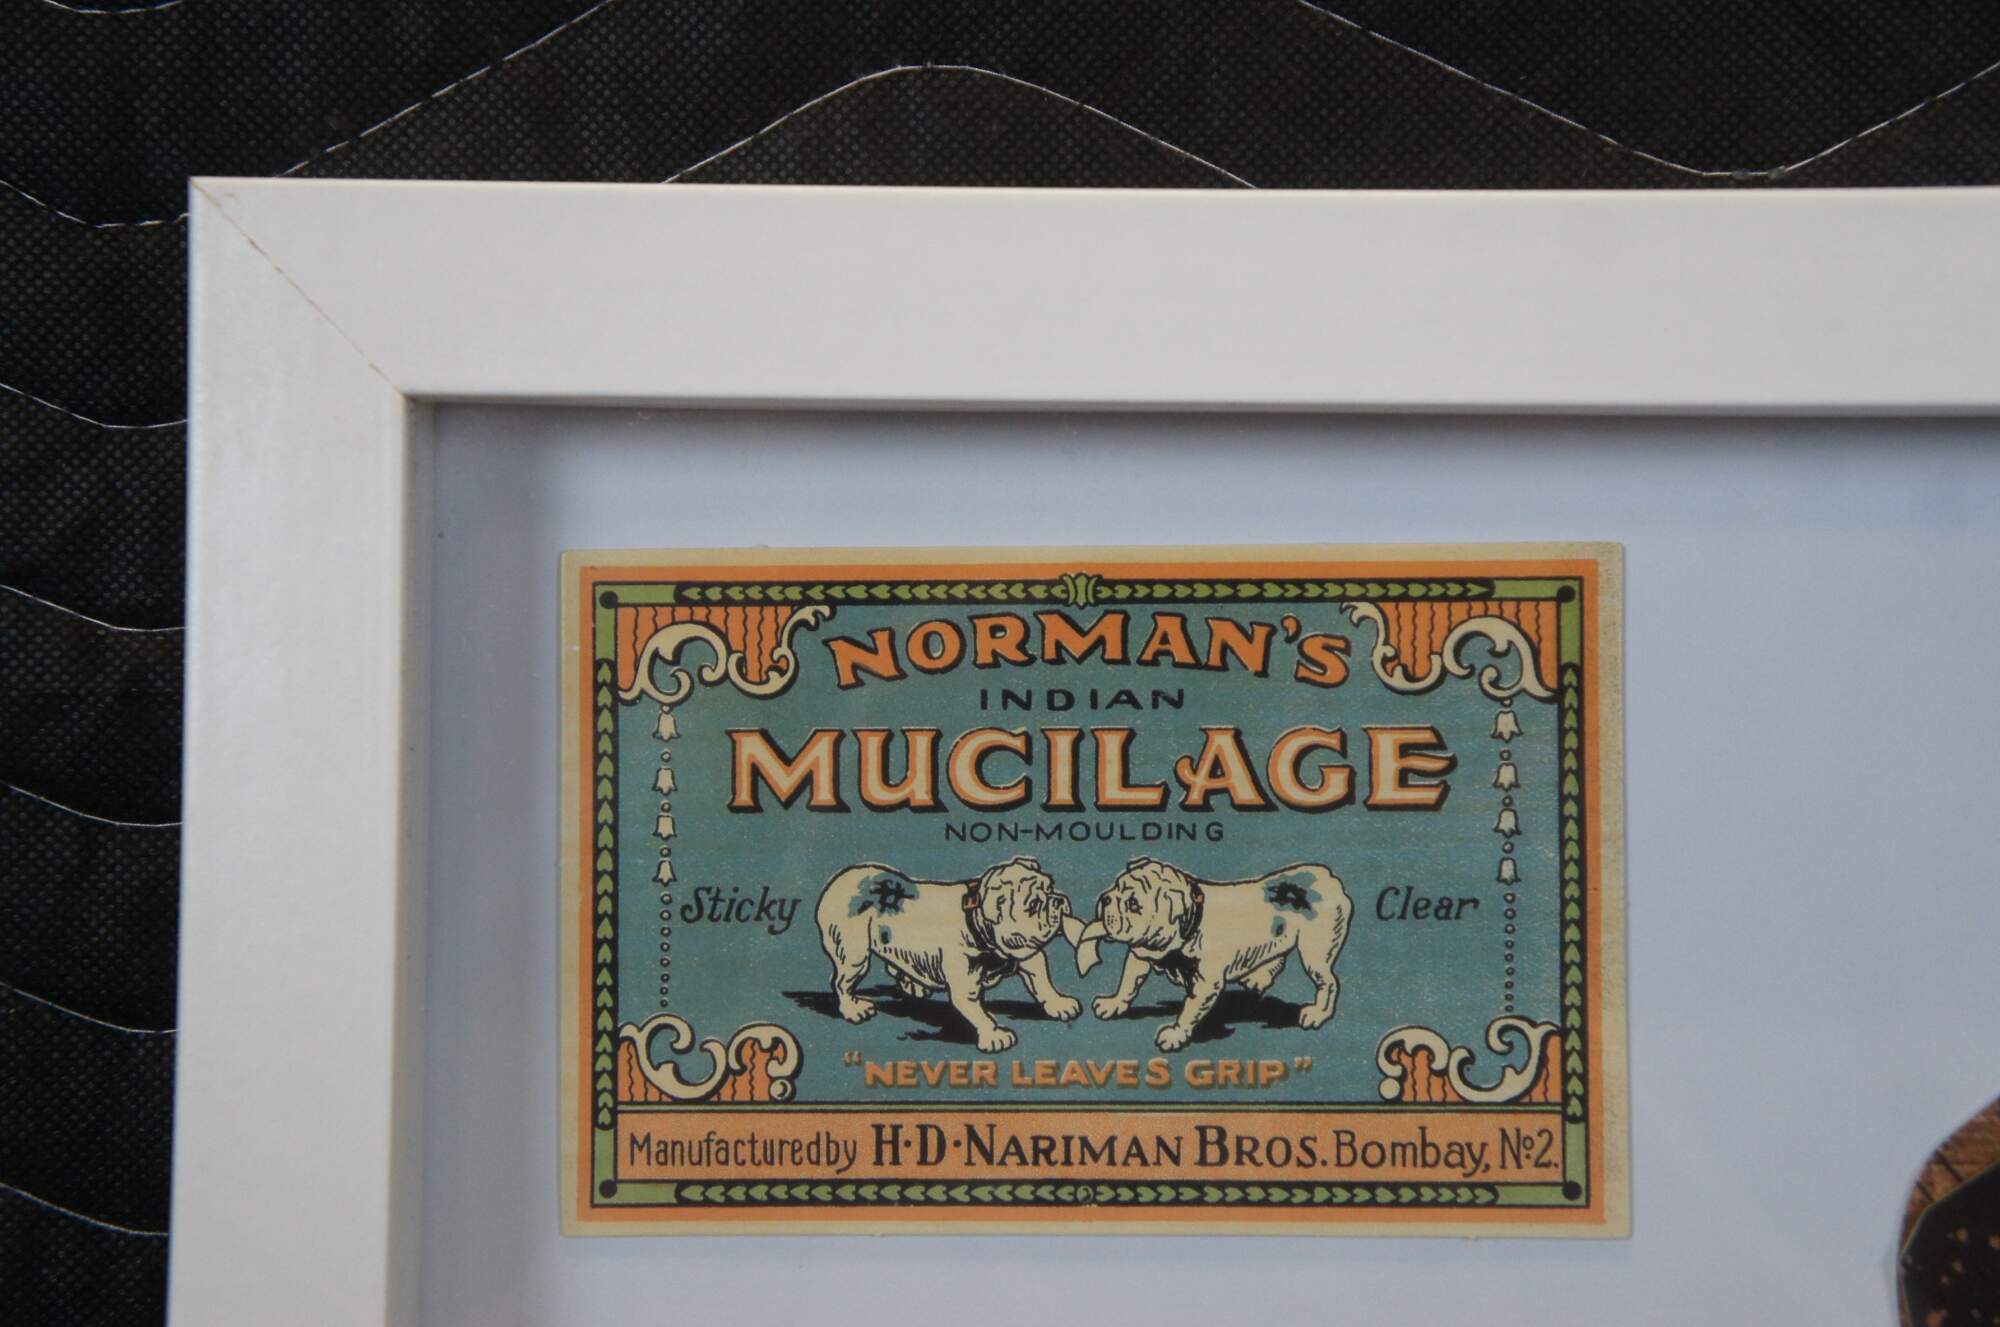 NORMAN'S
INDIAN
MUCILAGE
NON-MOULDING
Sticky
Clear
"NEVER LEAVES GRIP"
Manufactured by H·D·NARIMAN BROS. Bombay, No2.